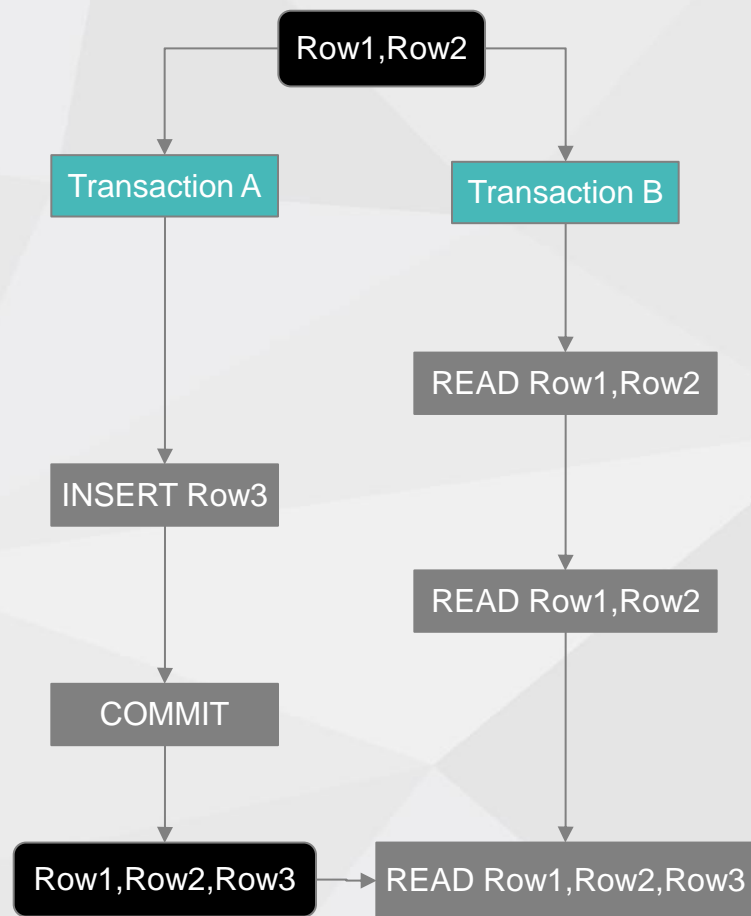 Row1,Row2
Transaction A
Transaction B
READ Row1,Row2
INSERT Row3
READ Row1,Row2
COMMIT
Row1,Row2,Row3
READ Row1,Row2,Row3